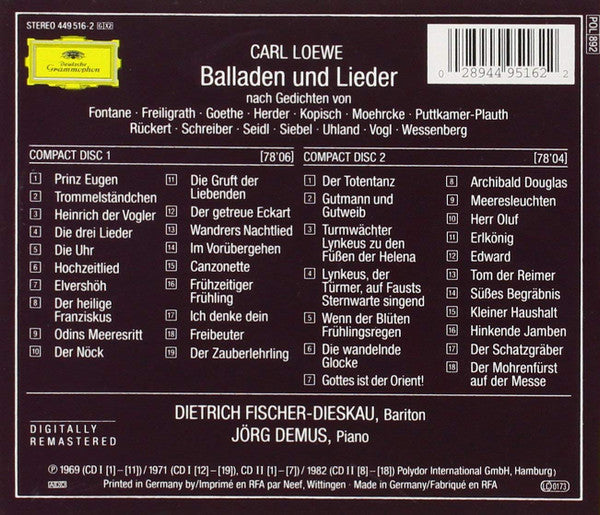 STEREO 449 516-2 GH2
POL 892
Deutsche
Grammophon
CARL LOEWE
Balladen und Lieder
nach Gedichten von
Fontane · Freiligrath · Goethe · Herder · Kopisch · Moehrcke · Puttkamer-Plauth
Rückert · Schreiber · Seidl · Siebel · Uhland · Vogl · Wessenberg
0 28944 95162 2
COMPACT DISC 1 [78'06]
1 Prinz Eugen
2 Trommelständchen
3 Heinrich der Vogler
4 Die drei Lieder
5 Die Uhr
6 Hochzeitlied
7 Elvershöh
8 Der heilige
Franziskus
9 Odins Meeresritt
10 Der Nöck
11 Die Gruft der
Liebenden
12 Der getreue Eckart
13 Wandrers Nachtlied
14 Im Vorübergehen
15 Canzonette
16 Frühzeitiger
Frühling
17 Ich denke dein
18 Freibeuter
19 Der Zauberlehrling
COMPACT DISC 2 [78'04]
1 Der Totentanz
2 Gutmann und
Gutweib
3 Turmwächter
Lynkeus zu den
Füßen der Helena
4 Lynkeus, der
Türmer, auf Fausts
Sternwarte singend
5 Wenn der Blüten
Frühlingsregen
6 Die wandelnde
Glocke
7 Gottes ist der Orient!
8 Archibald Douglas
9 Meeresleuchten
10 Herr Oluf
11 Erlkönig
12 Edward
13 Tom der Reimer
14 Süßes Begräbnis
15 Kleiner Haushalt
16 Hinkende Jamben
17 Der Schatzgräber
18 Der Mohrenfürst
auf der Messe
DIETRICH FISCHER-DIESKAU, Bariton
JÖRG DEMUS, Piano
DIGITALLY
REMASTERED
℗ 1969 (CD I [1]–[11]) / 1971 (CD I [12]–[19], CD II [1]–[7]) / 1982 (CD II [8]–[18]) Polydor International GmbH, Hamburg)
ADD Printed in Germany by/Imprimé en RFA par Neef, Wittingen · Made in Germany/Fabriqué en RFA LC 0173